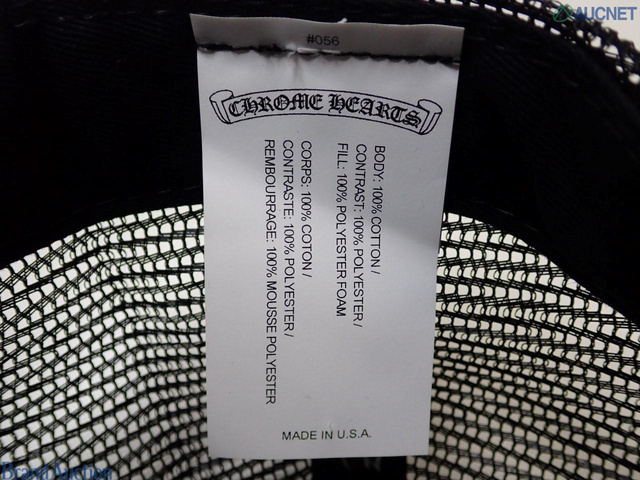 #056
CHROME HEARTS
BODY: 100% COTTON /
CONTRAST: 100% POLYESTER /
FILL: 100% POLYESTER FOAM
CORPS: 100% COTON /
CONTRASTE: 100% POLYESTER /
REMBOURRAGE: 100% MOUSSE POLYESTER
MADE IN U.S.A.
AUCNET
Brand Auction